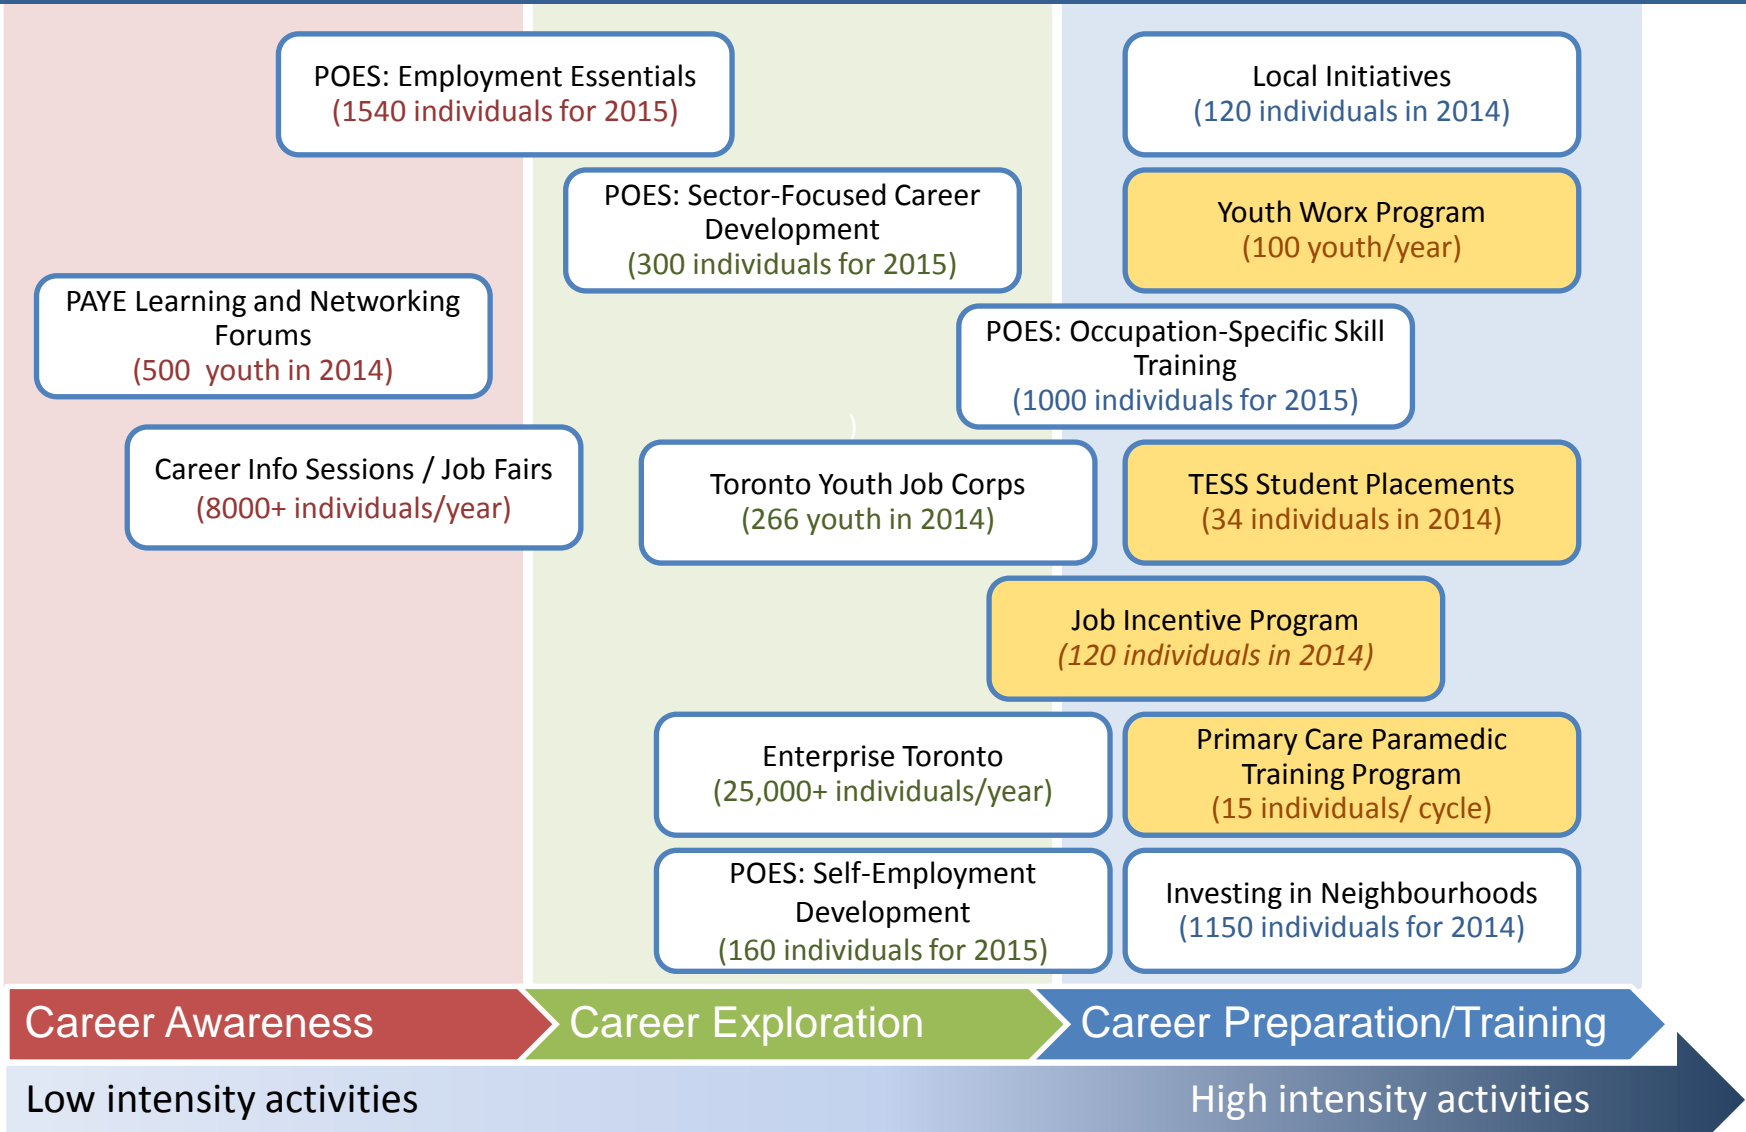 POES: Employment Essentials
(1540 individuals for 2015)
Local Initiatives
(120 individuals in 2014)
POES: Sector-Focused Career
Development
(300 individuals for 2015)
Youth Worx Program
(100 youth/year)
PAYE Learning and Networking
Forums
(500  youth in 2014)
POES: Occupation-Specific Skill
Training
(1000 individuals for 2015)
)
Career Info Sessions / Job Fairs
(8000+ individuals/year)
Toronto Youth Job Corps
(266 youth in 2014)
TESS Student Placements
(34 individuals in 2014)
Job Incentive Program
(120 individuals in 2014)
Enterprise Toronto
(25,000+ individuals/year)
Primary Care Paramedic
Training Program
(15 individuals/ cycle)
POES: Self-Employment
Development
(160 individuals for 2015)
Investing in Neighbourhoods
(1150 individuals for 2014)
Career Awareness
Career Exploration
Career Preparation/Training
Low intensity activities
High intensity activities